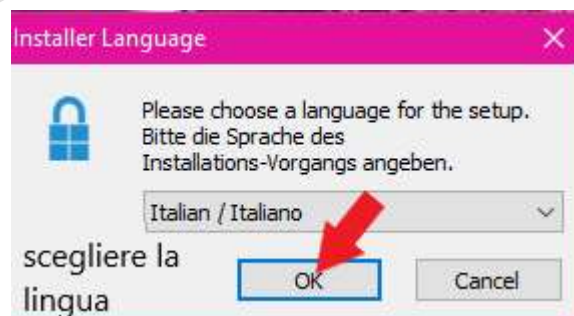 Installer Language
Please choose a language for the setup.
Bitte die Sprache des
Installations-Vorgangs angeben.
Italian / Italiano
scegliere la
lingua
OK
Cancel